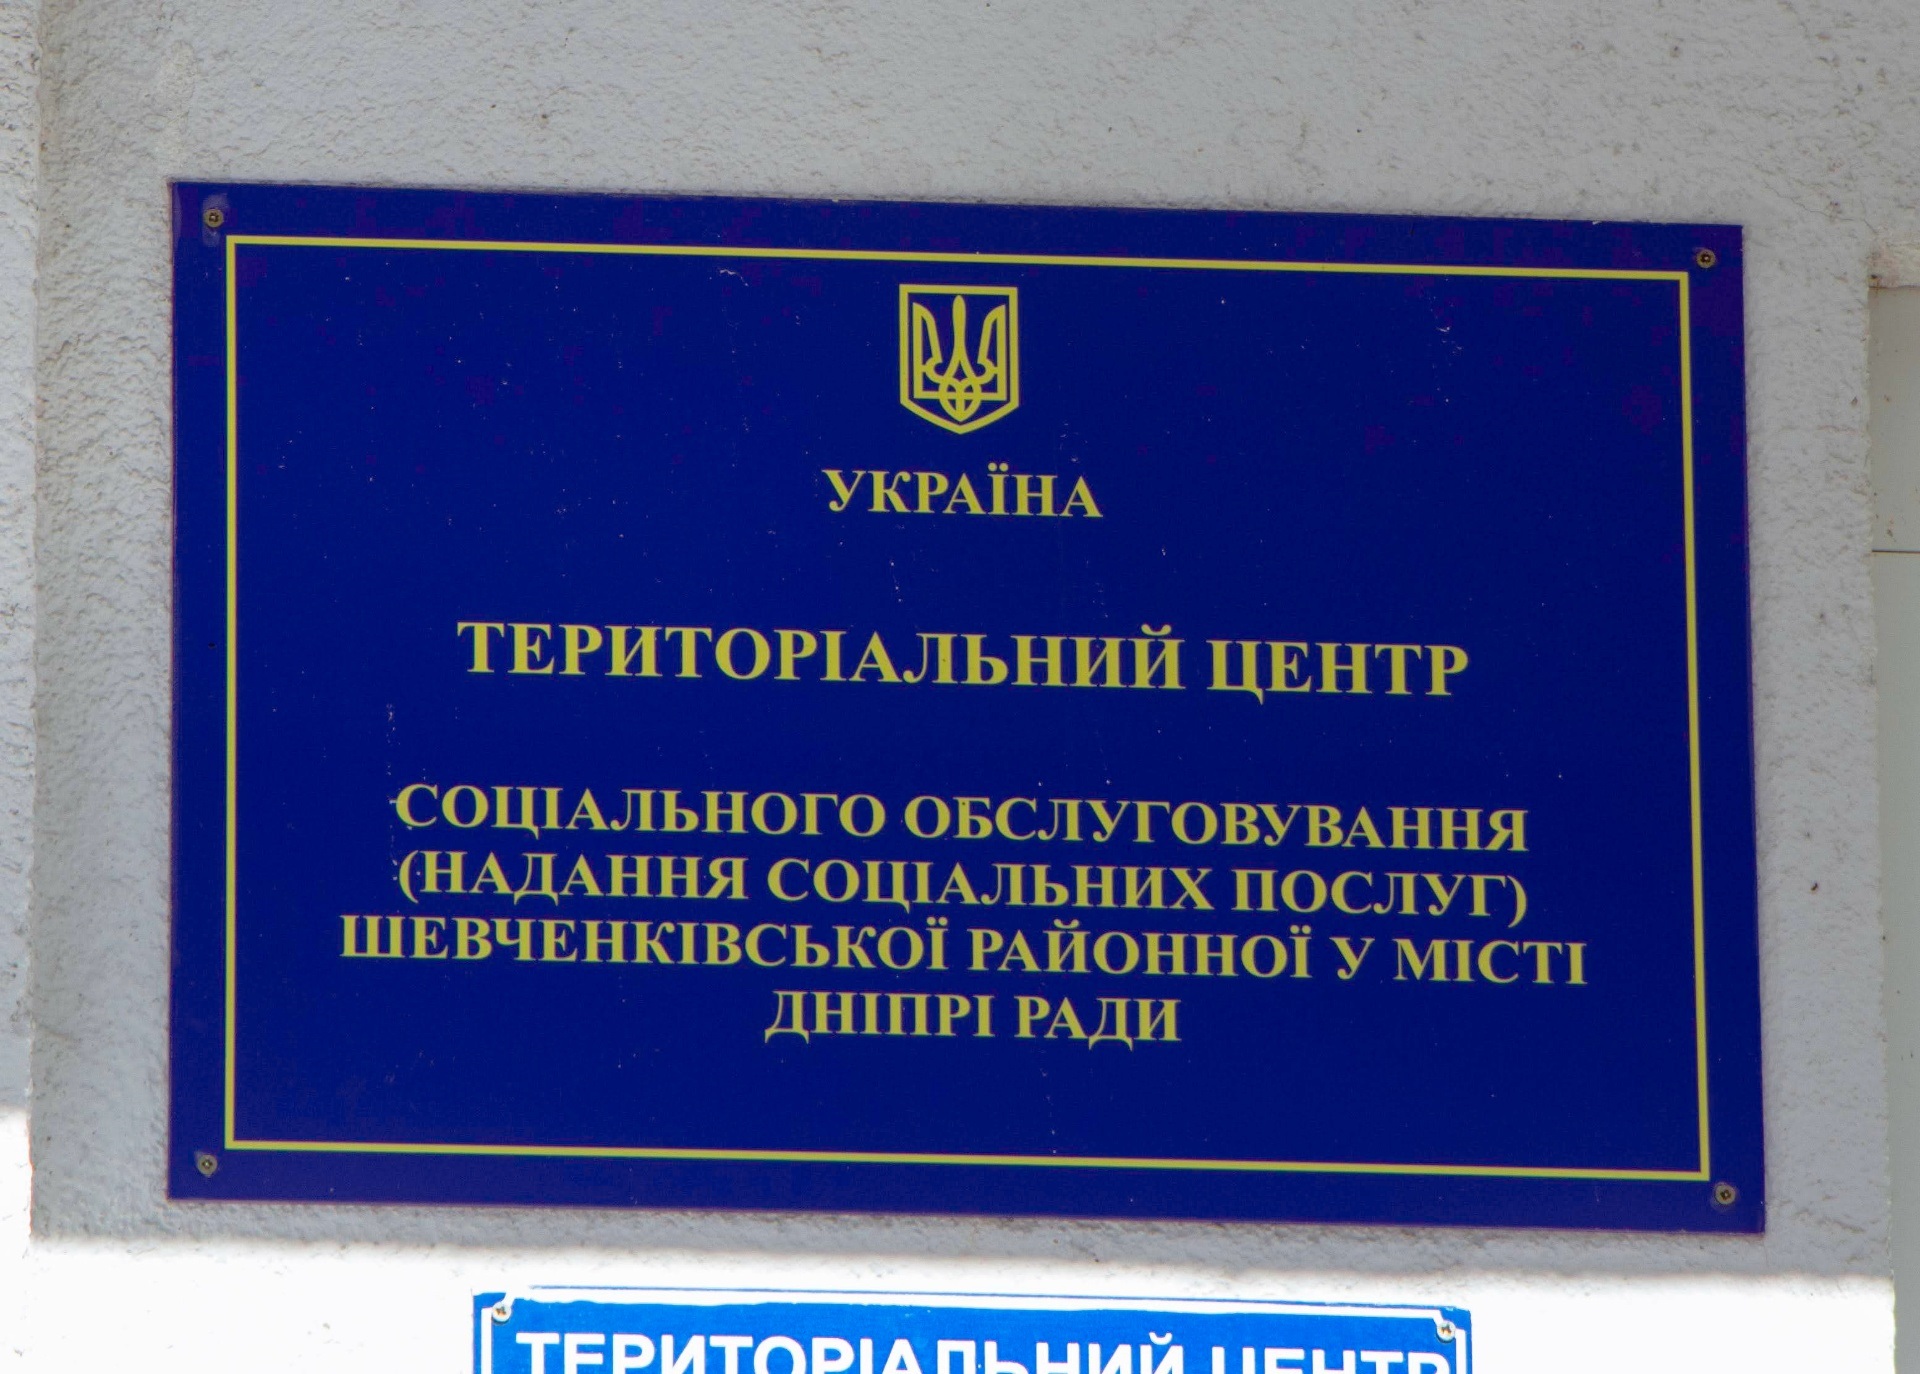 УКРАЇНА
ТЕРИТОРІАЛЬНИЙ ЦЕНТР
СОЦІАЛЬНОГО ОБСЛУГОВУВАННЯ
(НАДАННЯ СОЦІАЛЬНИХ ПОСЛУГ)
ШЕВЧЕНКІВСЬКОЇ РАЙОННОЇ У МІСТІ
ДНІПРІ РАДИ
ТЕРИТОРІАЛЬНИЙ ЦЕНТР